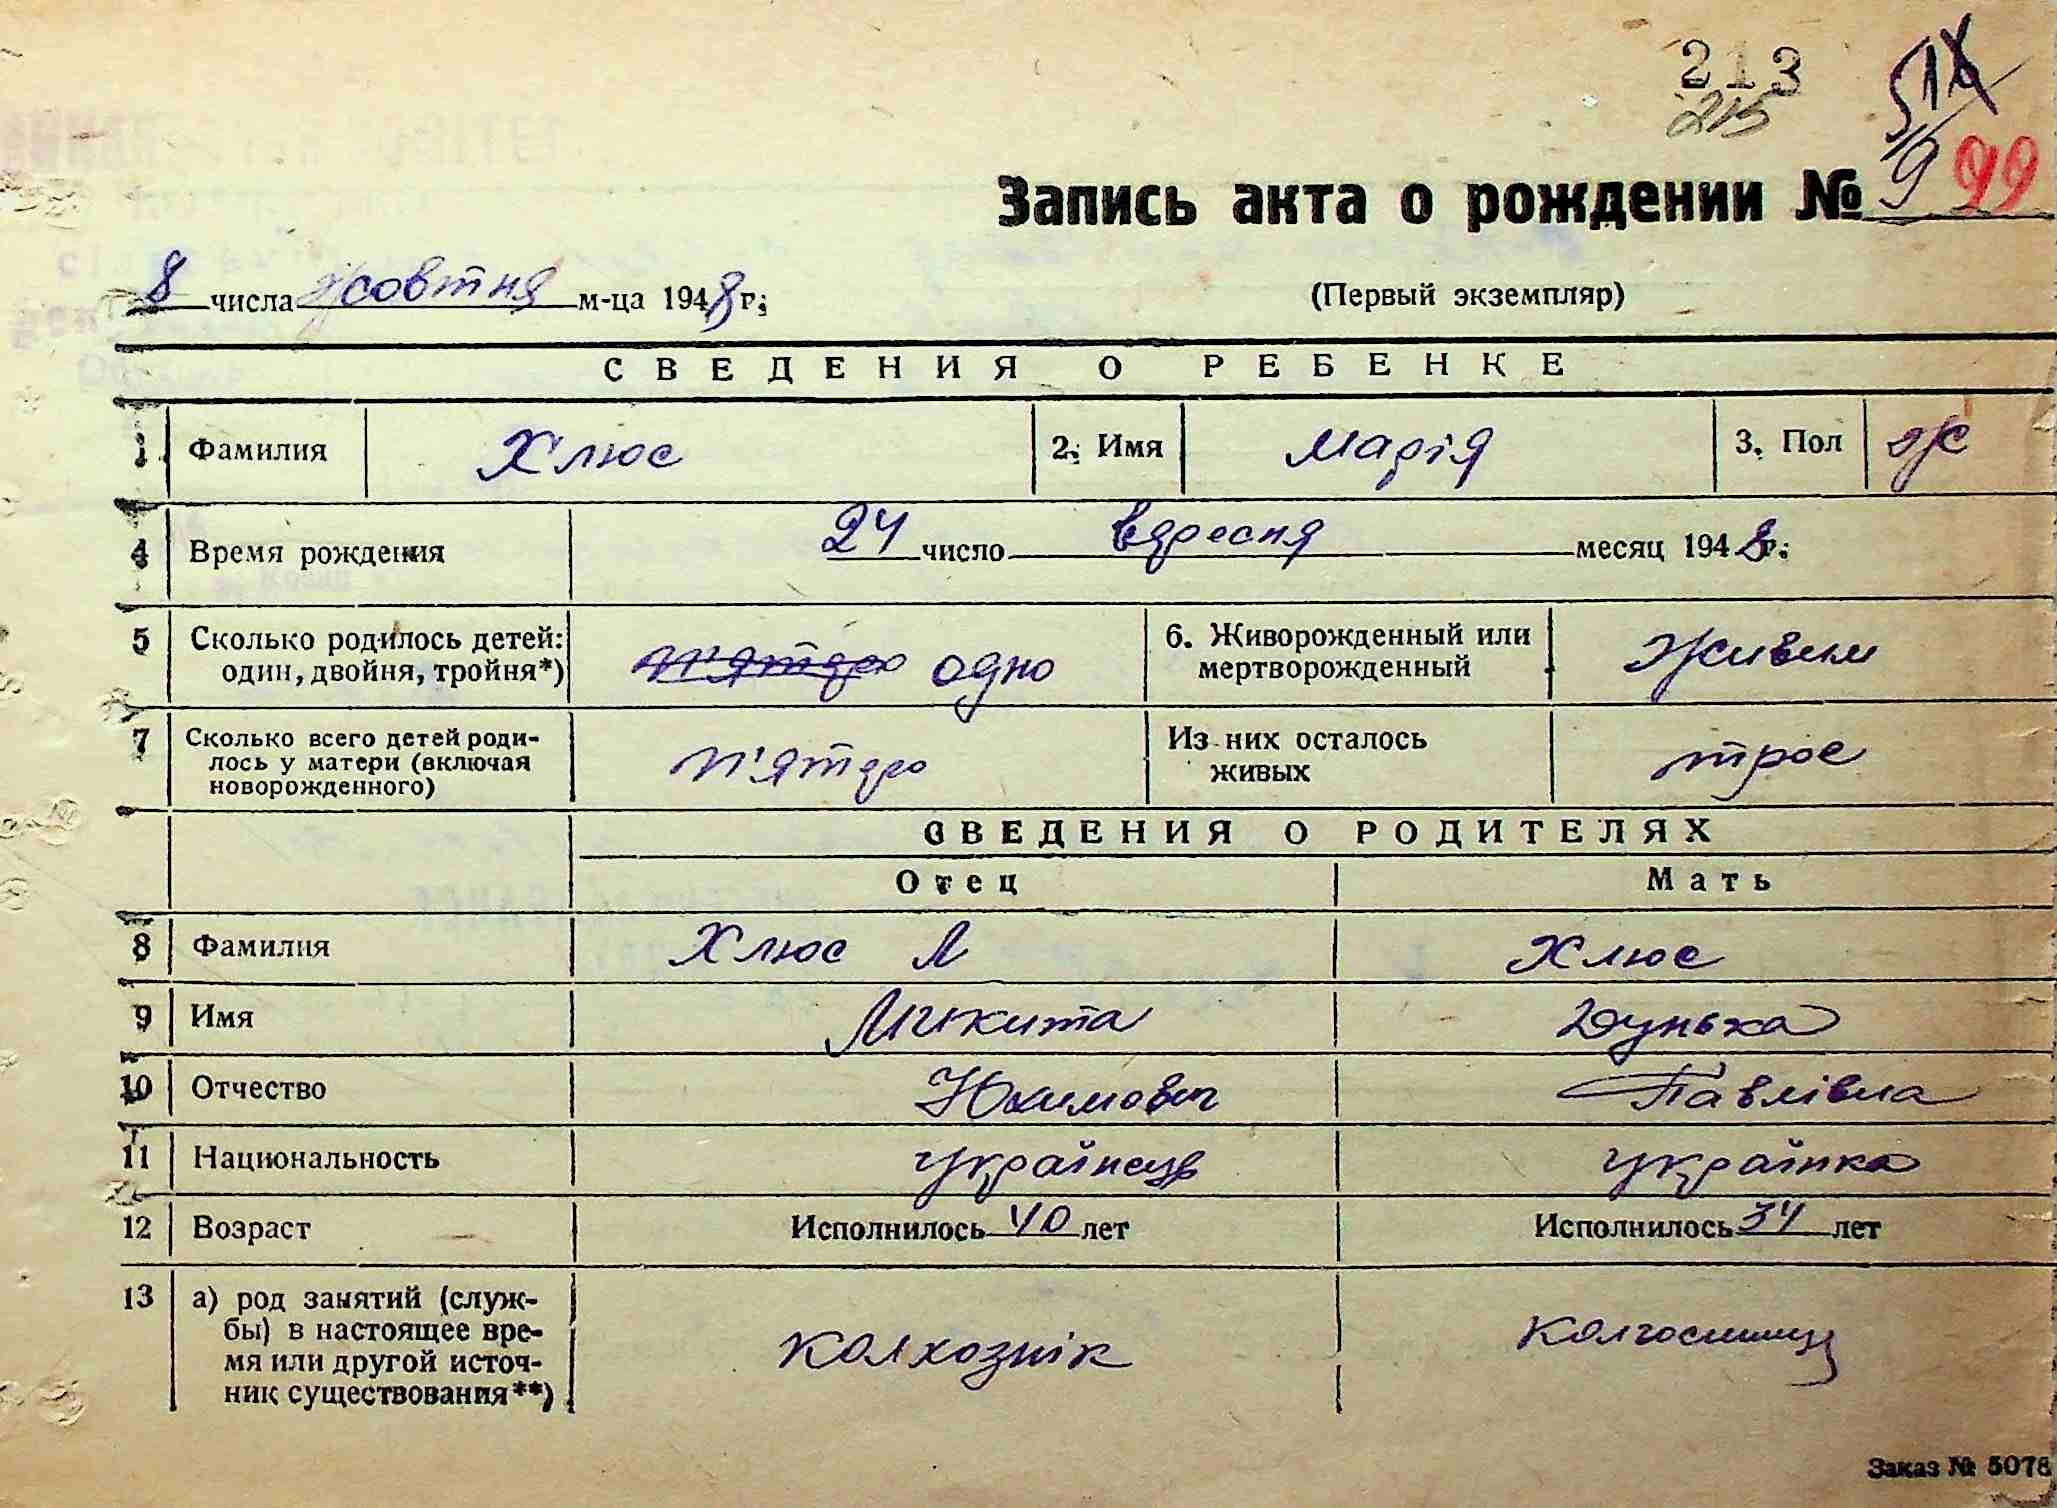 213
215
99
Запись акта о рождении № 9
8 числа жовтня м-ца 1948 г.
(Первый экземпляр)
СВЕДЕНИЯ О РЕБЕНКЕ
1 Фамилия Хлюс 2. Имя Марія 3. Пол ж
4 Время рождения 24 число вересня месяц 1948 г.
5 Сколько родилось детей: один, двойня, тройня*) п'ятеро одно 6. Живорожденный или мертворожденный живим
7 Сколько всего детей родилось у матери (включая новорожденного) п'ятеро Из них осталось живых трое
СВЕДЕНИЯ О РОДИТЕЛЯХ
Отец Мать
8 Фамилия Хлюс Хлюс
9 Имя Микита Дунька
10 Отчество Юхимович Павлівна
11 Национальность українець українка
12 Возраст Исполнилось 40 лет Исполнилось 34 лет
13 а) род занятий (службы) в настоящее время или другой источник существования**) колхознік колгосниця
Заказ № 5078